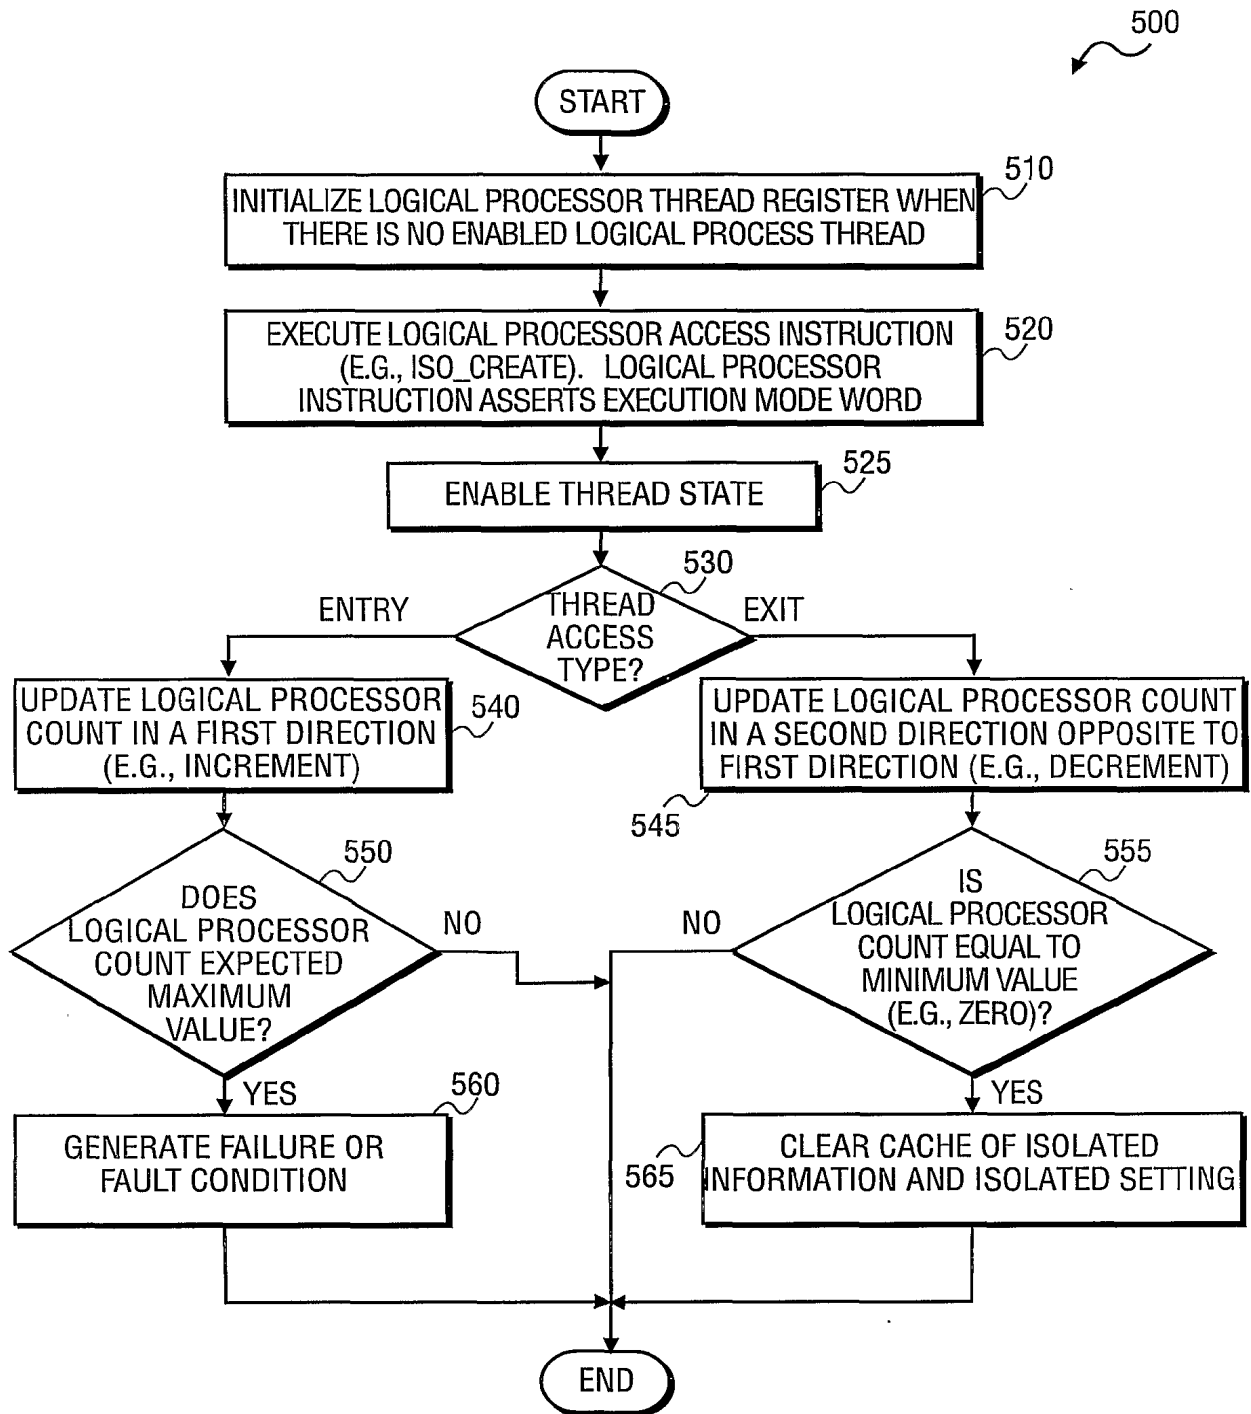 500
START
510
INITIALIZE LOGICAL PROCESSOR THREAD REGISTER WHEN
THERE IS NO ENABLED LOGICAL PROCESS THREAD
520
EXECUTE LOGICAL PROCESSOR ACCESS INSTRUCTION
(E.G., ISO_CREATE). LOGICAL PROCESSOR
INSTRUCTION ASSERTS EXECUTION MODE WORD
525
ENABLE THREAD STATE
530
THREAD
ACCESS
TYPE?
ENTRY
EXIT
UPDATE LOGICAL PROCESSOR
COUNT IN A FIRST DIRECTION
(E.G., INCREMENT)
540
UPDATE LOGICAL PROCESSOR COUNT
IN A SECOND DIRECTION OPPOSITE TO
FIRST DIRECTION (E.G., DECREMENT)
545
550
DOES
LOGICAL PROCESSOR
COUNT EXPECTED
MAXIMUM
VALUE?
NO
YES
555
IS
LOGICAL PROCESSOR
COUNT EQUAL TO
MINIMUM VALUE
(E.G., ZERO)?
NO
YES
560
GENERATE FAILURE OR
FAULT CONDITION
565
CLEAR CACHE OF ISOLATED
INFORMATION AND ISOLATED SETTING
END